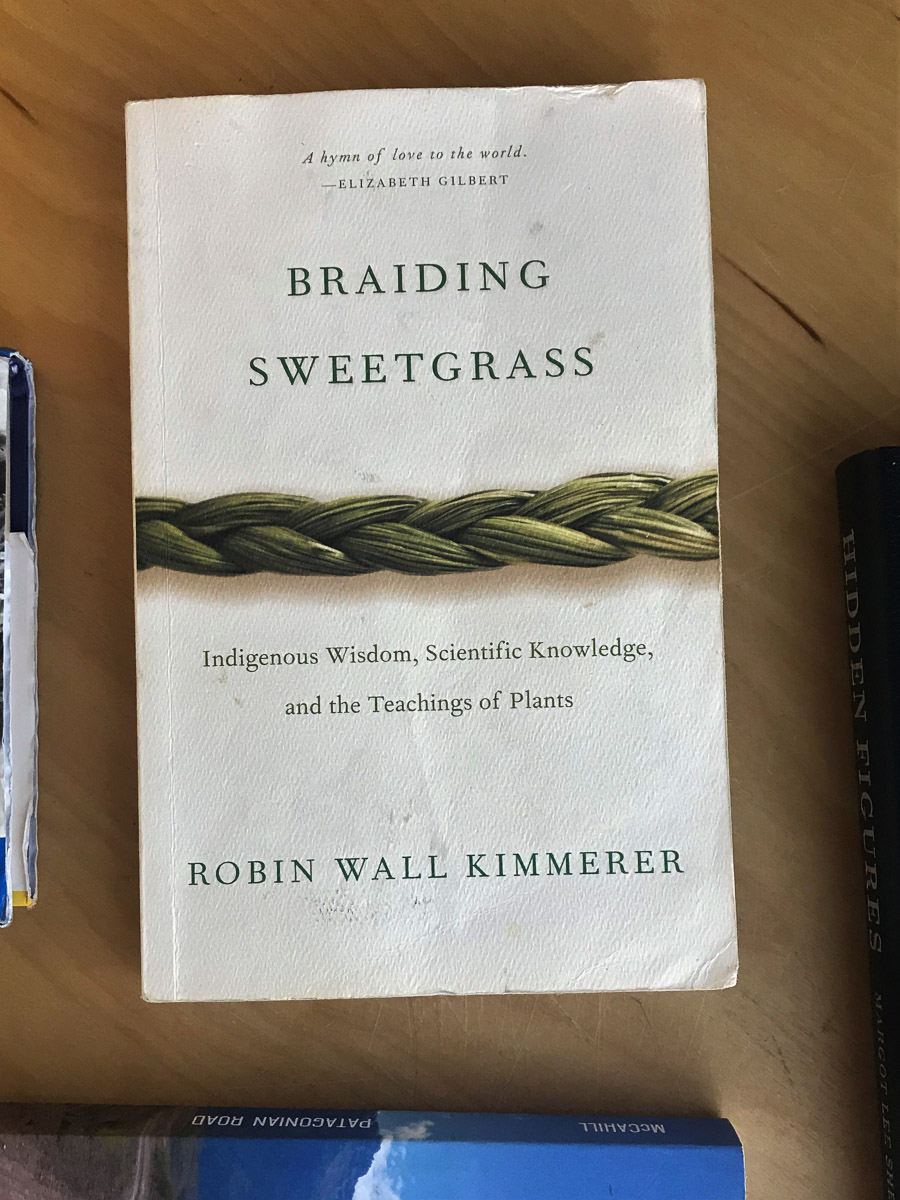 A hymn of love to the world.
—ELIZABETH GILBERT
BRAIDING
SWEETGRASS
Indigenous Wisdom, Scientific Knowledge,
and the Teachings of Plants
ROBIN WALL KIMMERER
HIDDEN FIGURES MARGOT LEE
McCAHILL PATAGONIAN ROAD